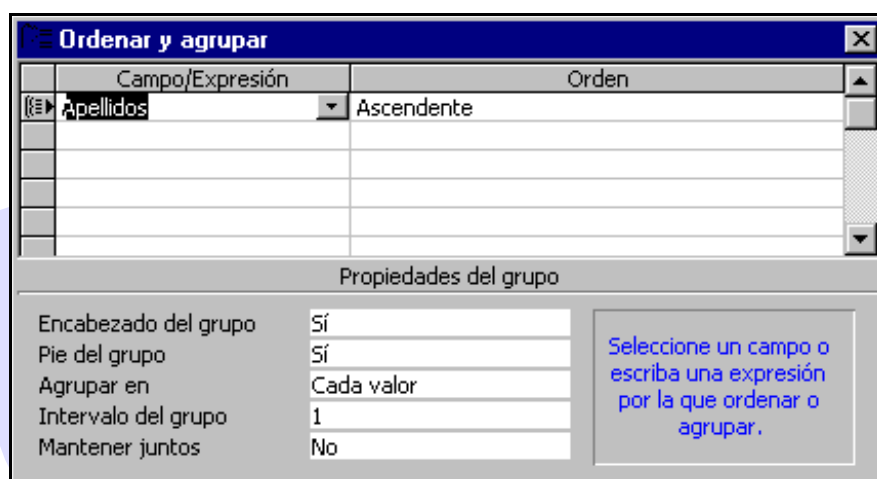 Ordenar y agrupar
Campo/Expresión Orden
Apellidos Ascendente
Propiedades del grupo
Encabezado del grupo Sí
Pie del grupo Sí
Agrupar en Cada valor
Intervalo del grupo 1
Mantener juntos No
Seleccione un campo o
escriba una expresión
por la que ordenar o
agrupar.